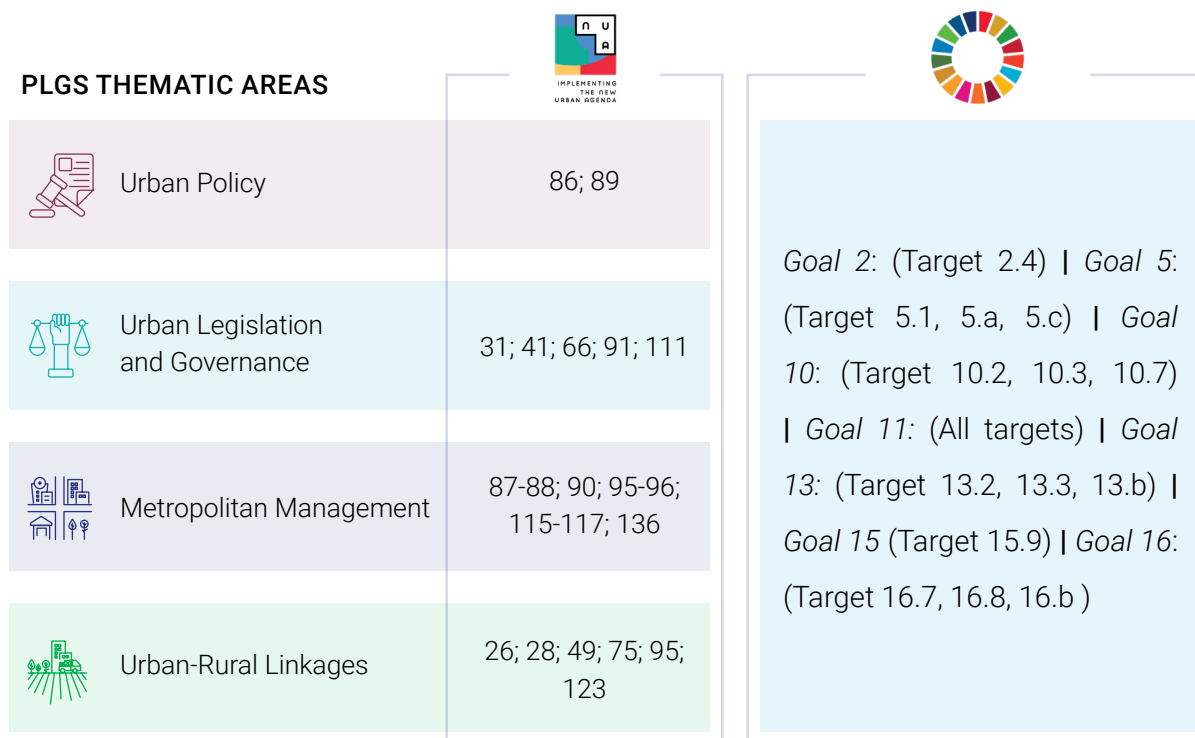 N U
A
IMPLEMENTING
THE NEW
URBAN AGENDA
PLGS THEMATIC AREAS
Urban Policy
86; 89
Urban Legislation
and Governance
31; 41; 66; 91; 111
Metropolitan Management
87-88; 90; 95-96;
115-117; 136
Urban-Rural Linkages
26; 28; 49; 75; 95;
123
Goal 2: (Target 2.4) | Goal 5:
(Target 5.1, 5.a, 5.c) | Goal
10: (Target 10.2, 10.3, 10.7)
| Goal 11: (All targets) | Goal
13: (Target 13.2, 13.3, 13.b) |
Goal 15 (Target 15.9) | Goal 16:
(Target 16.7, 16.8, 16.b )